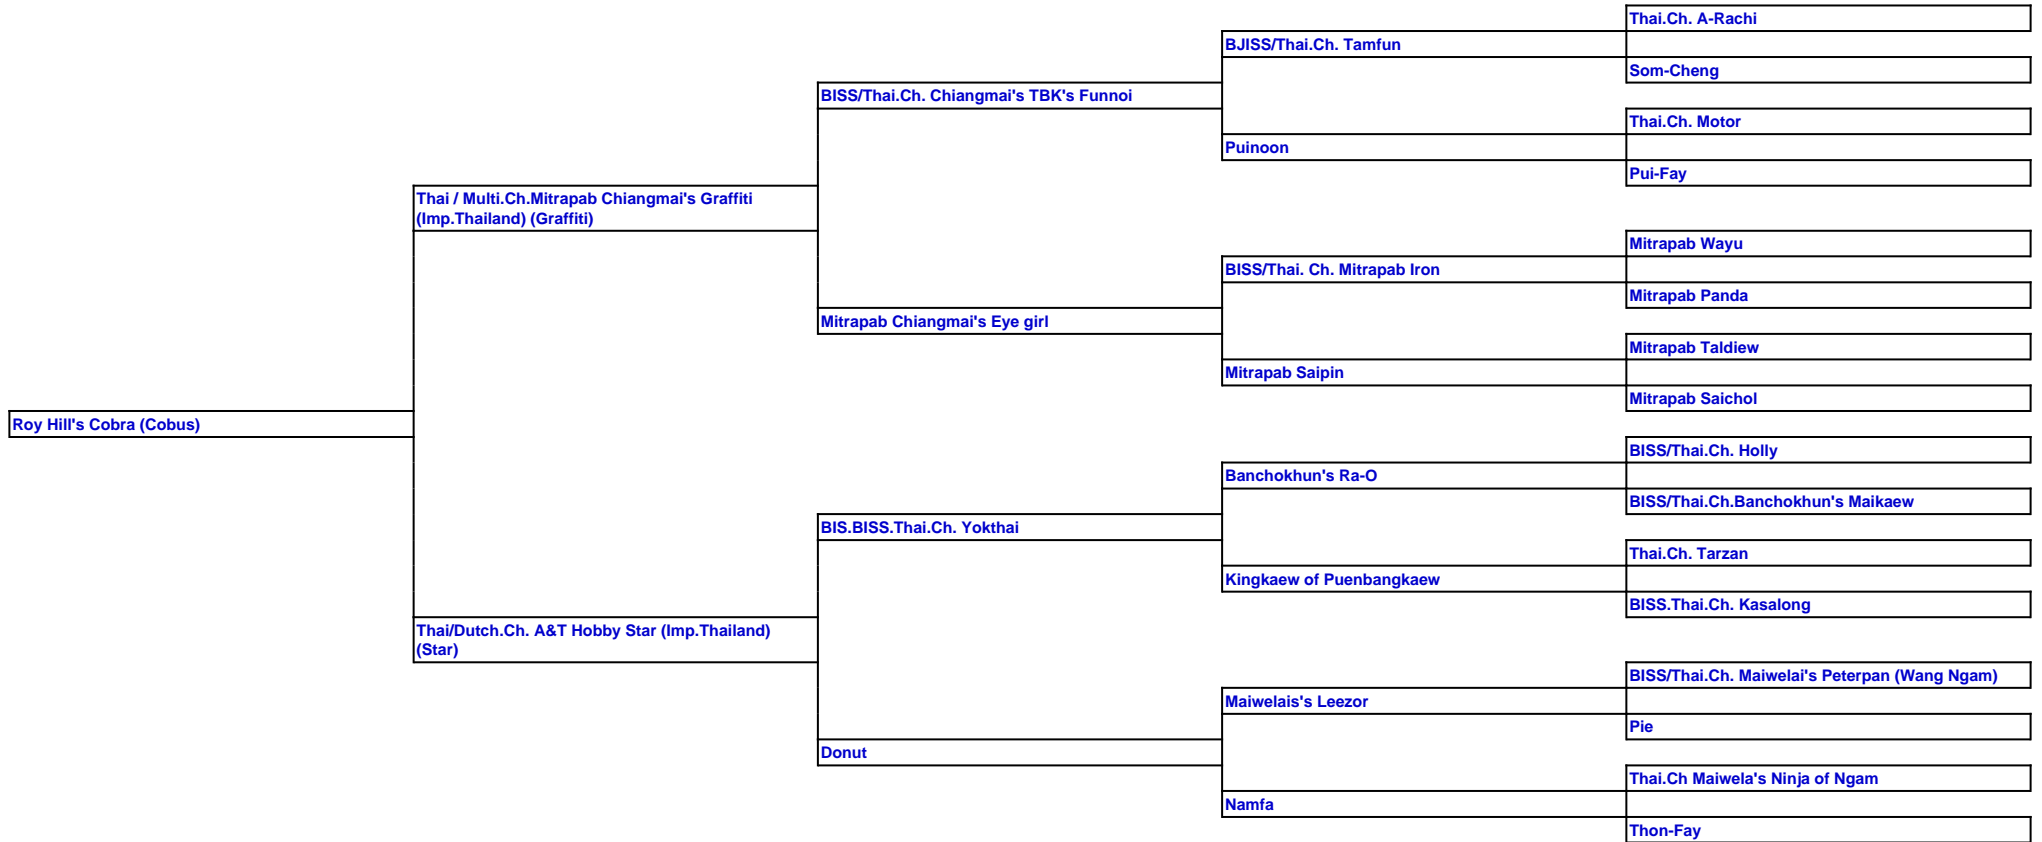 Thai.Ch. A-Rachi
BJISS/Thai.Ch. Tamfun
Som-Cheng
BISS/Thai.Ch. Chiangmai's TBK's Funnoi
Thai.Ch. Motor
Puinoon
Pui-Fay
Thai / Multi.Ch.Mitrapab Chiangmai's Graffiti
(Imp.Thailand) (Graffiti)
Mitrapab Wayu
BISS/Thai. Ch. Mitrapab Iron
Mitrapab Panda
Mitrapab Chiangmai's Eye girl
Mitrapab Taldiew
Mitrapab Saipin
Mitrapab Saichol
Roy Hill's Cobra (Cobus)
BISS/Thai.Ch. Holly
Banchokhun's Ra-O
BISS/Thai.Ch.Banchokhun's Maikaew
BIS.BISS.Thai.Ch. Yokthai
Thai.Ch. Tarzan
Kingkaew of Puenbangkaew
BISS.Thai.Ch. Kasalong
Thai/Dutch.Ch. A&T Hobby Star (Imp.Thailand)
(Star)
BISS/Thai.Ch. Maiwelai's Peterpan (Wang Ngam)
Maiwelais's Leezor
Pie
Donut
Thai.Ch Maiwela's Ninja of Ngam
Namfa
Thon-Fay